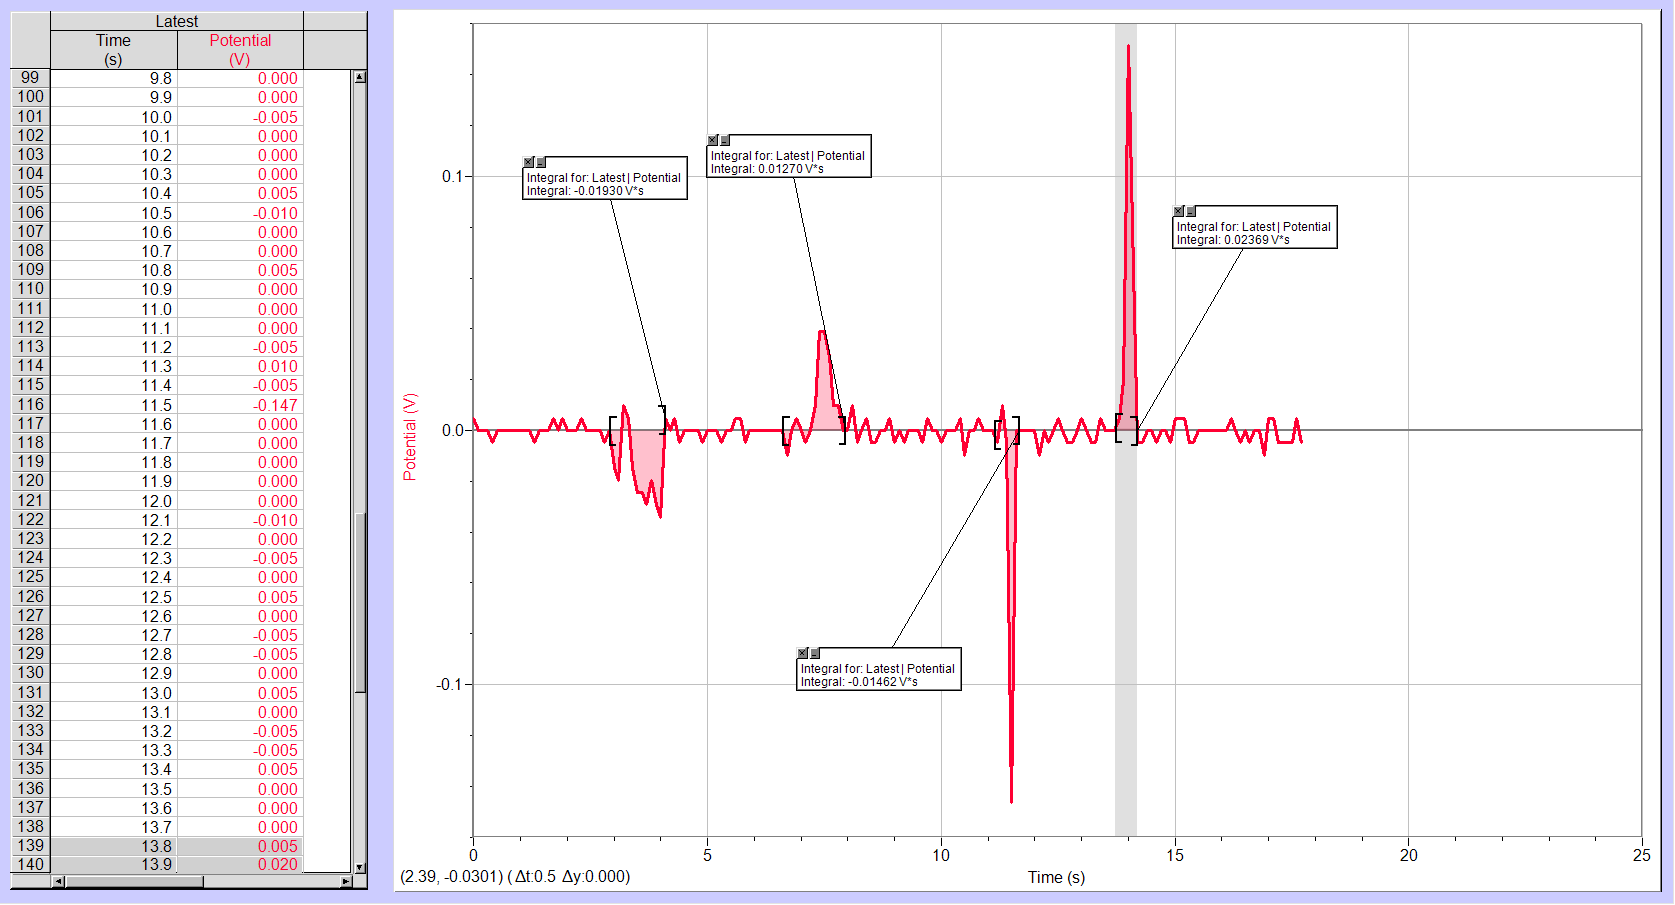 Latest
Time Potential
(s) (V)
99 9.8 0.000
100 9.9 0.000
101 10.0 -0.005
102 10.1 0.000
103 10.2 0.000
104 10.3 0.000
105 10.4 0.005
106 10.5 -0.010
107 10.6 0.000
108 10.7 0.000
109 10.8 0.005
110 10.9 0.000
111 11.0 0.000
112 11.1 0.000
113 11.2 -0.005
114 11.3 0.010
115 11.4 -0.005
116 11.5 -0.147
117 11.6 0.000
118 11.7 0.000
119 11.8 0.000
120 11.9 0.000
121 12.0 0.000
122 12.1 -0.010
123 12.2 0.000
124 12.3 -0.005
125 12.4 0.000
126 12.5 0.005
127 12.6 0.000
128 12.7 -0.005
129 12.8 -0.005
130 12.9 0.000
131 13.0 0.005
132 13.1 0.000
133 13.2 -0.005
134 13.3 -0.005
135 13.4 0.005
136 13.5 0.000
137 13.6 0.000
138 13.7 0.000
139 13.8 0.005
140 13.9 0.020
Potential (V)
0.1
0.0
-0.1
Integral for: Latest | Potential
Integral: -0.01930 V*s
Integral for: Latest | Potential
Integral: 0.01270 V*s
Integral for: Latest | Potential
Integral: 0.02369 V*s
Integral for: Latest | Potential
Integral: -0.01462 V*s
0 5 10 15 20 25
(2.39, -0.0301) ( Δt:0.5 Δy:0.000)
Time (s)